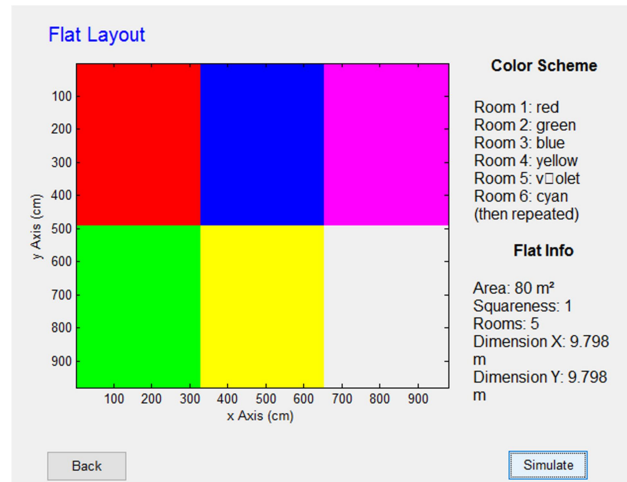 Flat Layout
100
200
300
400
500
600
700
800
900
y Axis (cm)
100 200 300 400 500 600 700 800 900
x Axis (cm)
Color Scheme
Room 1: red
Room 2: green
Room 3: blue
Room 4: yellow
Room 5: v□olet
Room 6: cyan
(then repeated)
Flat Info
Area: 80 m²
Squareness: 1
Rooms: 5
Dimension X: 9.798
m
Dimension Y: 9.798
m
Back
Simulate